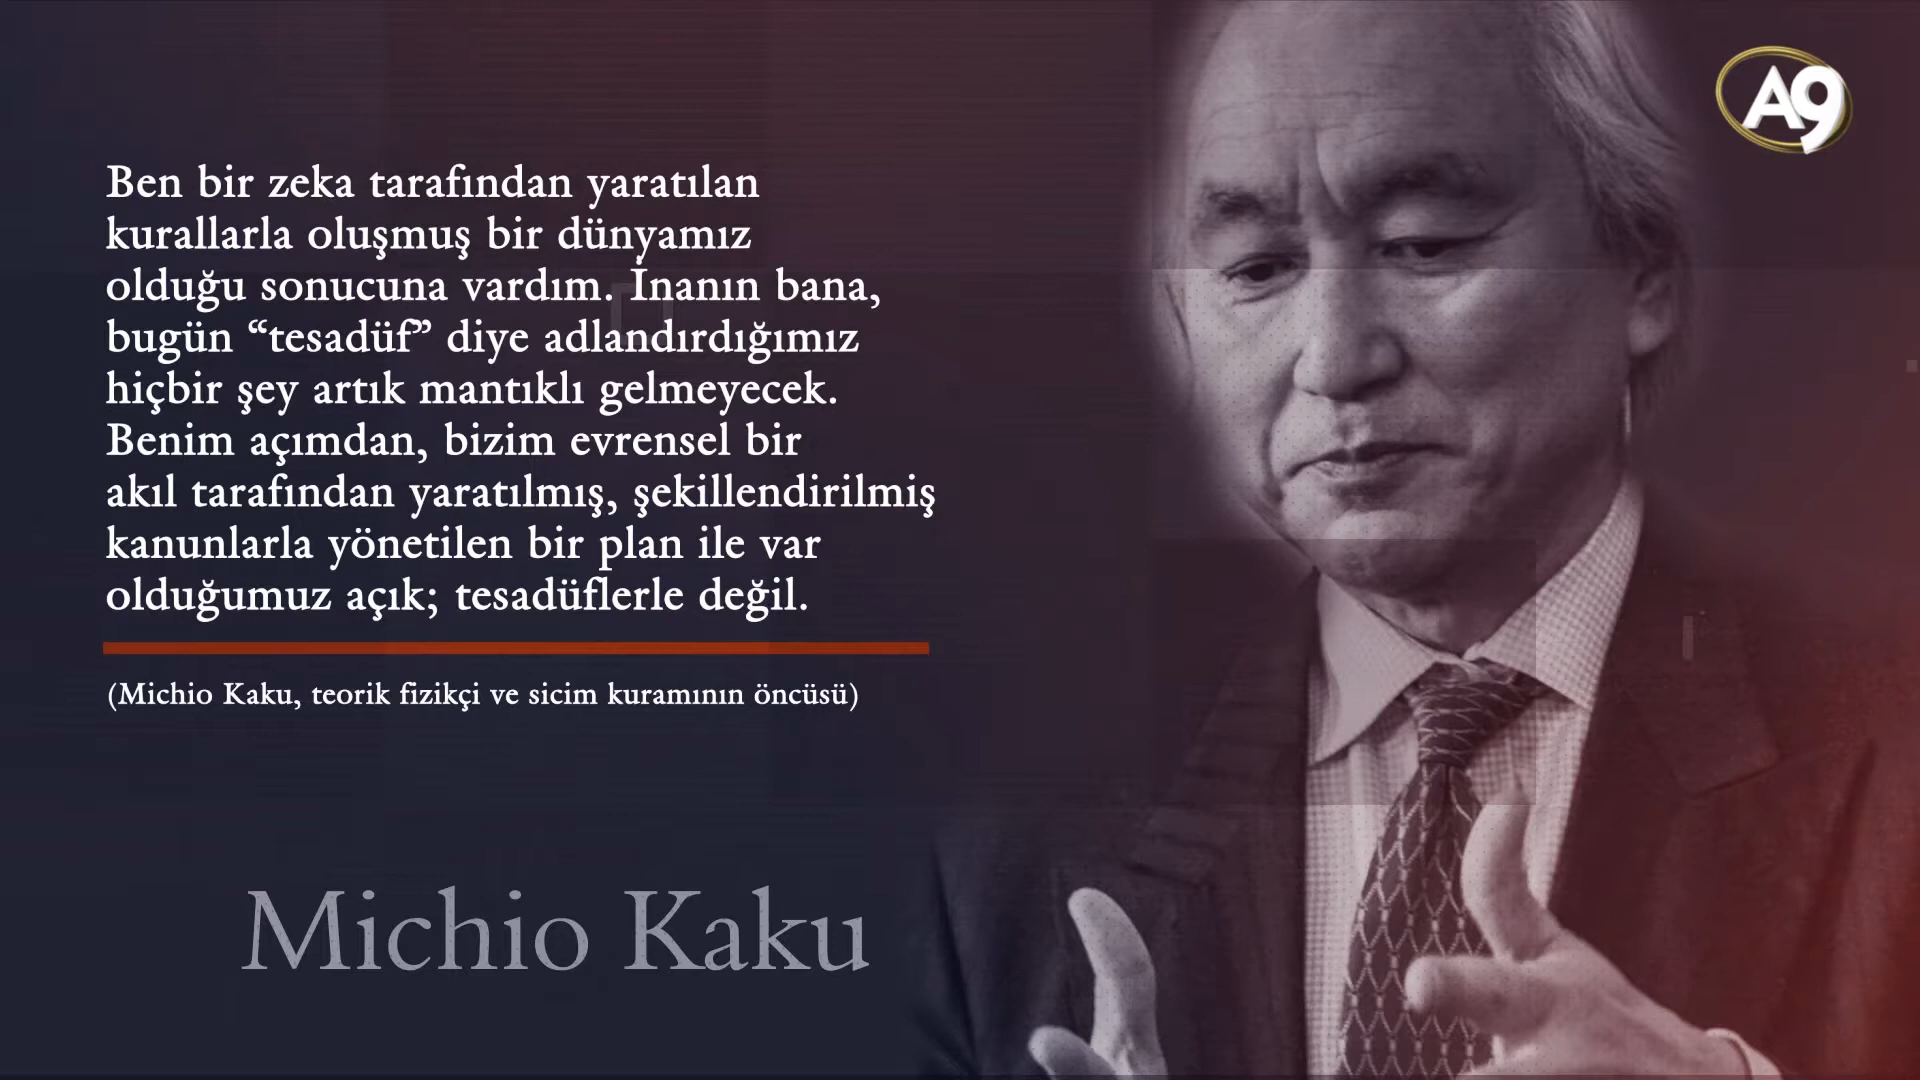 A9
Ben bir zeka tarafından yaratılan
kurallarla oluşmuş bir dünyamız
olduğu sonucuna vardım. İnanın bana,
bugün “tesadüf” diye adlandırdığımız
hiçbir şey artık mantıklı gelmeyecek.
Benim açımdan, bizim evrensel bir
akıl tarafından yaratılmış, şekillendirilmiş
kanunlarla yönetilen bir plan ile var
olduğumuz açık; tesadüflerle değil.
(Michio Kaku, teorik fizikçi ve sicim kuramının öncüsü)
Michio Kaku